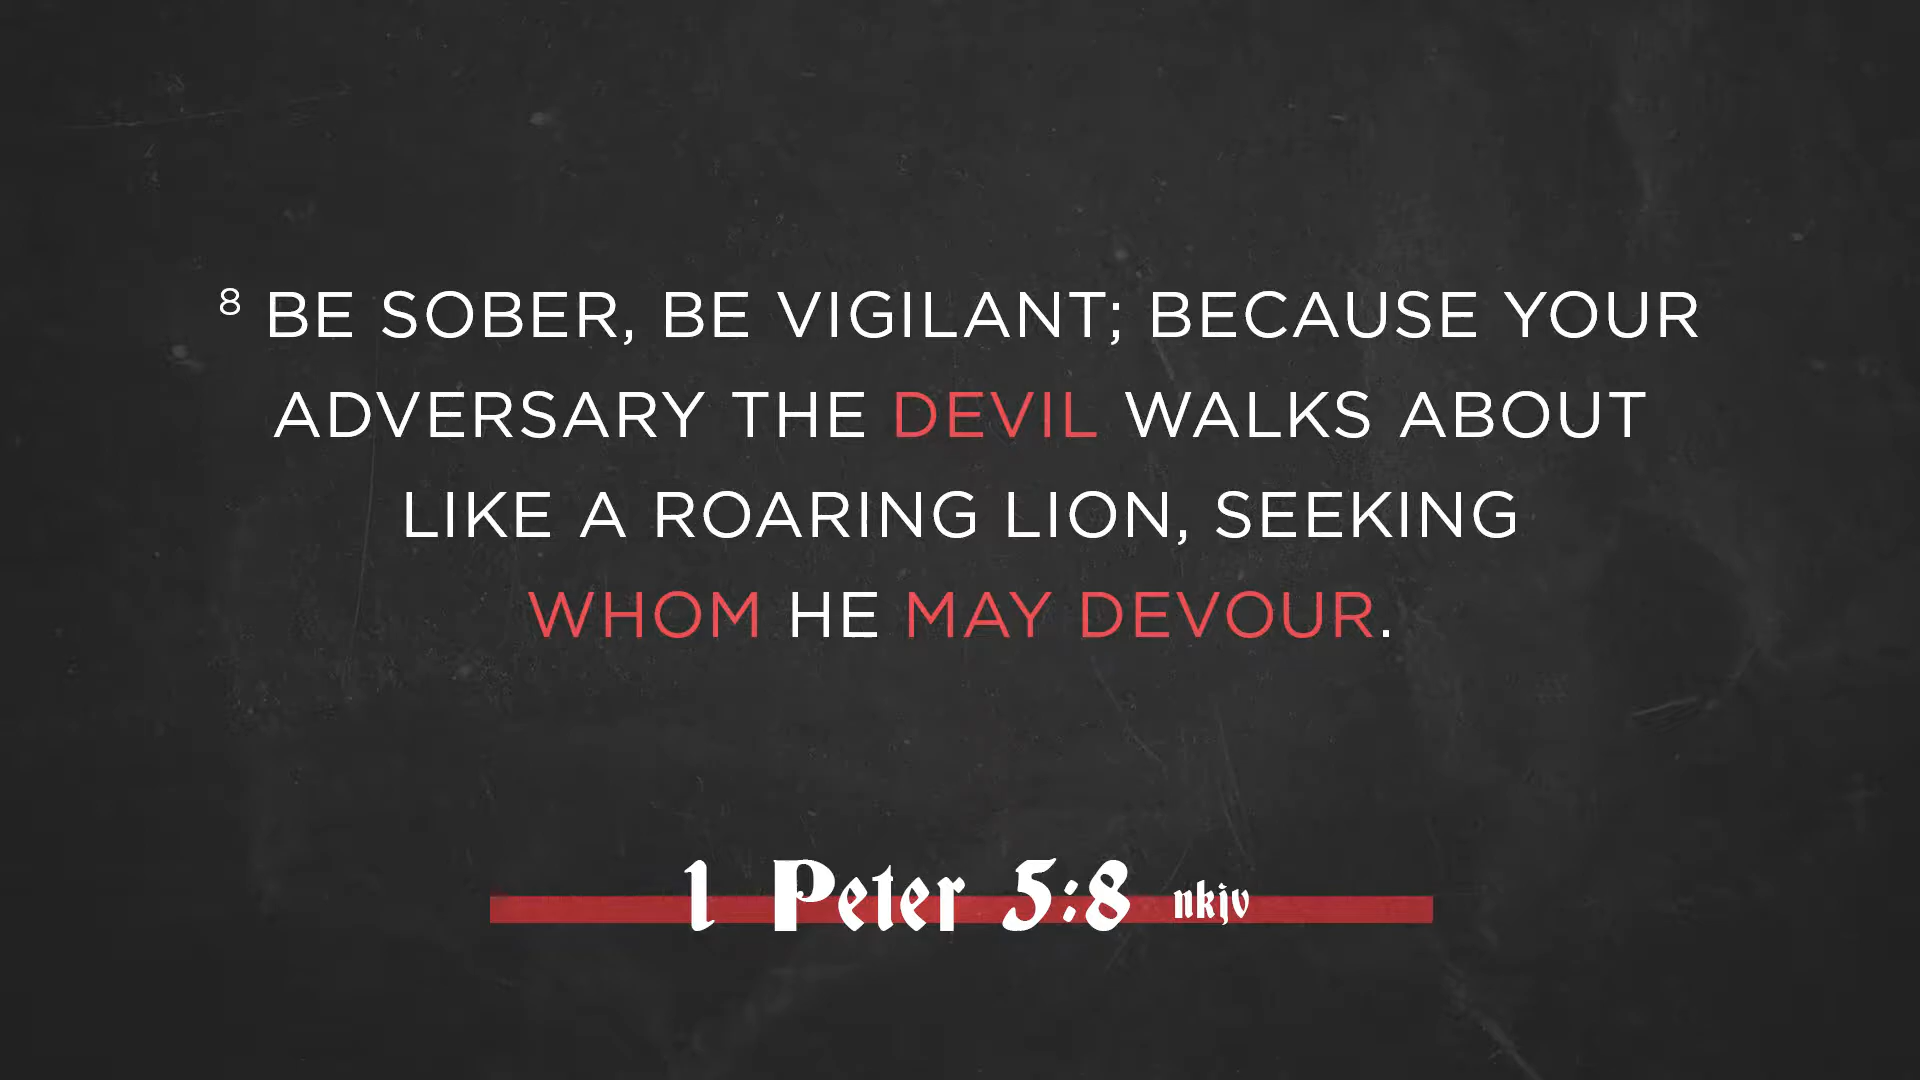 ⁸ BE SOBER, BE VIGILANT; BECAUSE YOUR
ADVERSARY THE DEVIL WALKS ABOUT
LIKE A ROARING LION, SEEKING
WHOM HE MAY DEVOUR.
1 Peter 5:8 nkjv